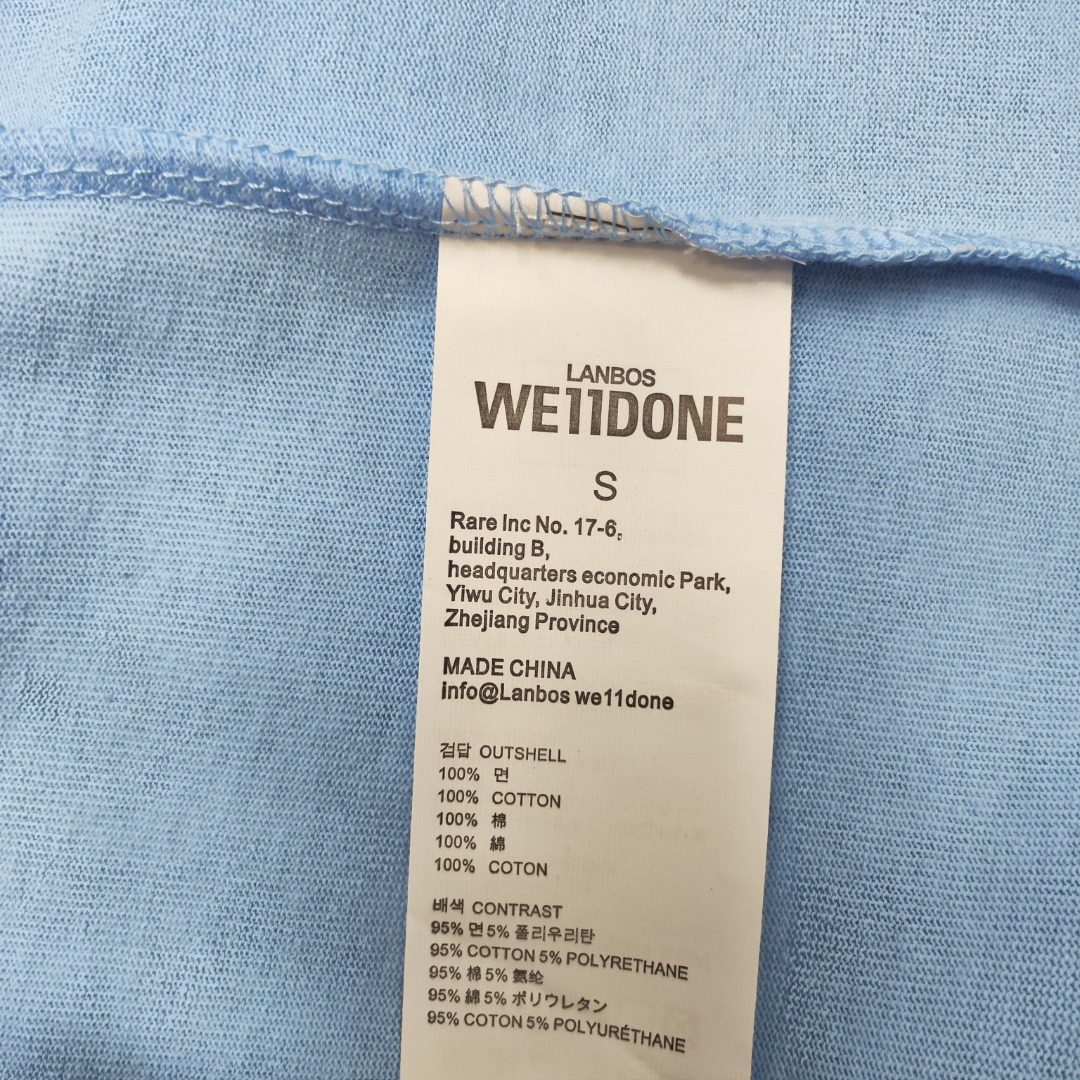 LANBOS
WE11DONE
S
Rare Inc No. 17-6,
building B,
headquarters economic Park,
Yiwu City, Jinhua City,
Zhejiang Province
MADE CHINA
info@Lanbos we11done
검답 OUTSHELL
100% 면
100% COTTON
100% 棉
100% 綿
100% COTON
배색 CONTRAST
95% 면 5% 폴리우리탄
95% COTTON 5% POLYRETHANE
95% 棉 5% 氨纶
95% 綿 5% ポリウレタン
95% COTON 5% POLYURÉTHANE